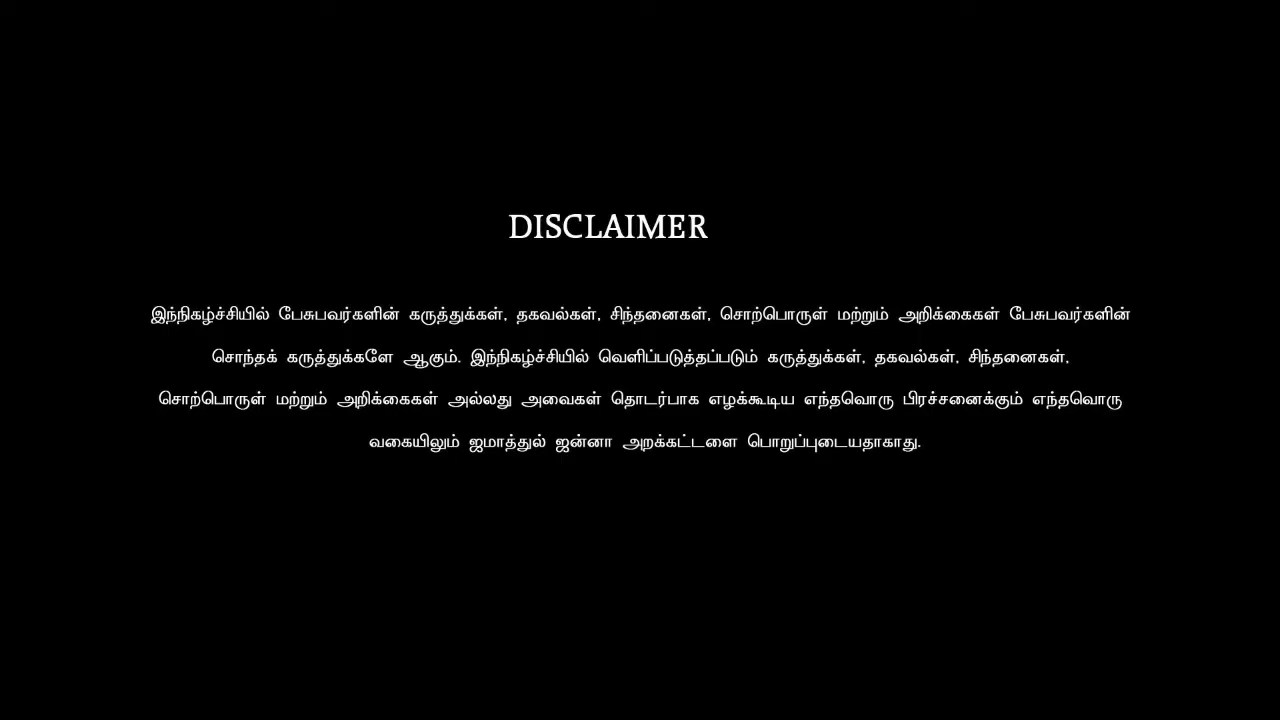 DISCLAIMER
இந்நிகழ்ச்சியில் பேசுபவர்களின் கருத்துக்கள், தகவல்கள், சிந்தனைகள், சொற்பொருள் மற்றும் அறிக்கைகள் பேசுபவர்களின்
சொந்தக் கருத்துக்களே ஆகும். இந்நிகழ்ச்சியில் வெளிப்படுத்தப்படும் கருத்துக்கள், தகவல்கள், சிந்தனைகள்,
சொற்பொருள் மற்றும் அறிக்கைகள் அல்லது அவைகள் தொடர்பாக எழக்கூடிய எந்தவொரு பிரச்சனைக்கும் எந்தவொரு
வகையிலும் ஜமாத்துல் ஜன்னா அறக்கட்டளை பொறுப்புடையதாகாது.